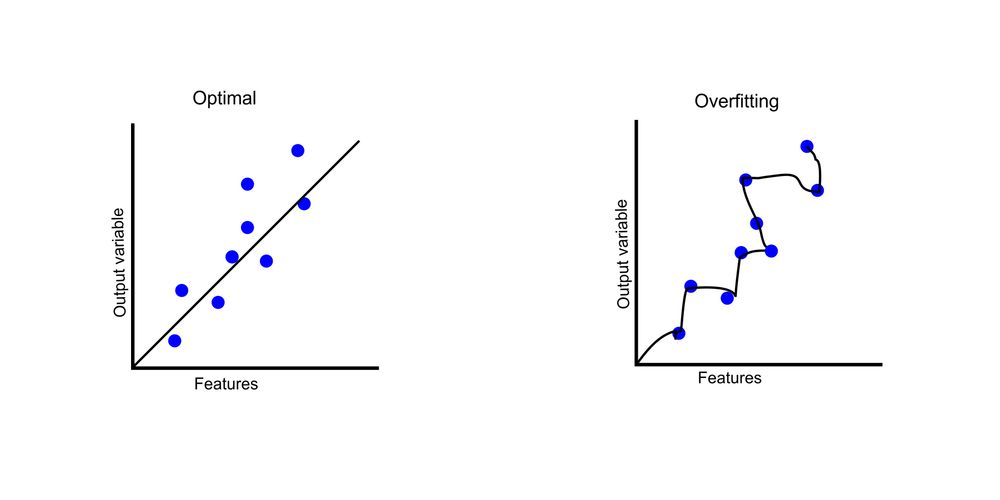 Optimal
Output variable
Features
Overfitting
Output variable
Features